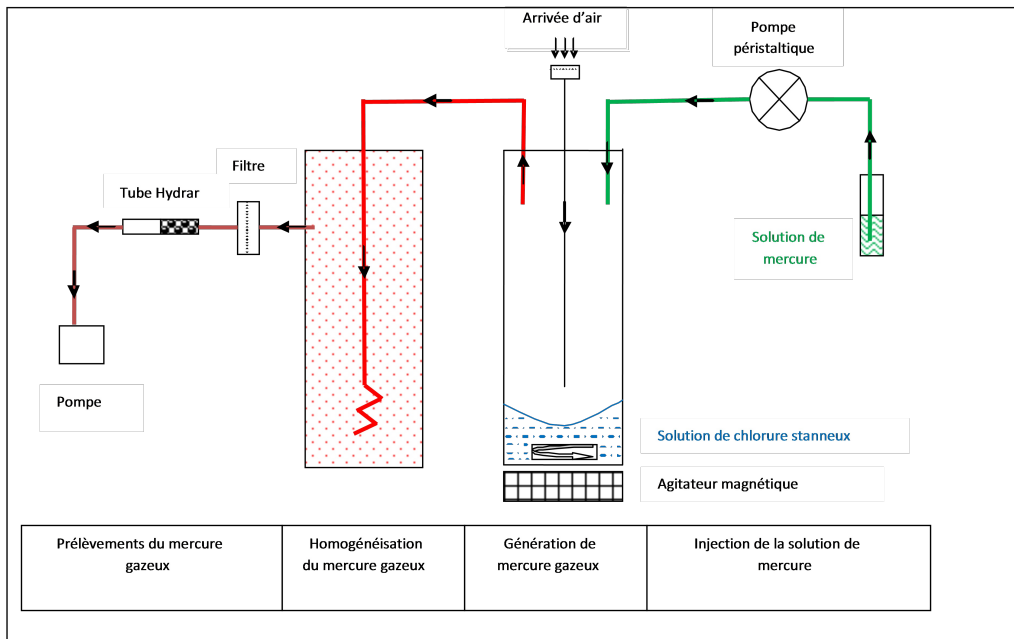 Arrivée d'air
Pompe
péristaltique
Filtre
Tube Hydrar
Solution de
mercure
Pompe
Solution de chlorure stanneux
Agitateur magnétique
Prélèvements du mercure
gazeux
Homogénéisation
du mercure gazeux
Génération de
mercure gazeux
Injection de la solution de
mercure